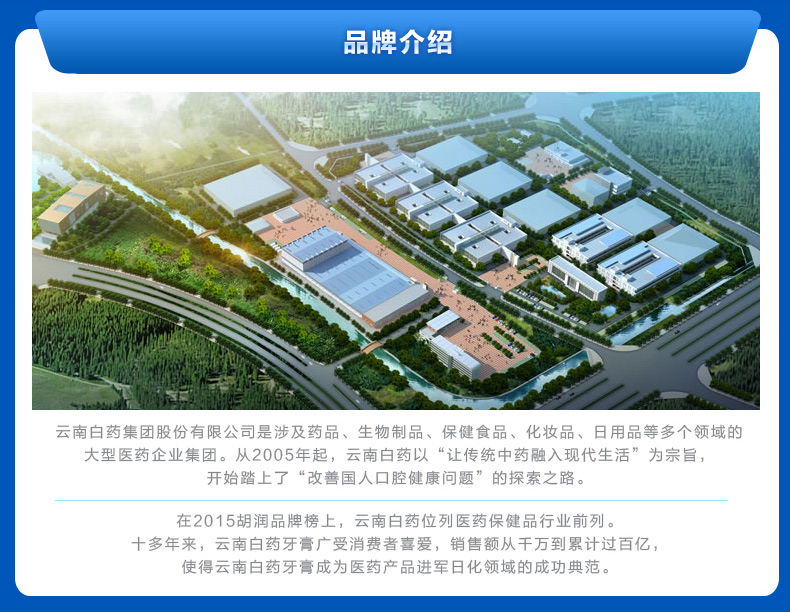 品牌介绍
云南白药集团股份有限公司是涉及药品、生物制品、保健食品、化妆品、日用品等多个领域的
大型医药企业集团。从2005年起，云南白药以“让传统中药融入现代生活”为宗旨，
开始踏上了“改善国人口腔健康问题”的探索之路。
在2015胡润品牌榜上，云南白药位列医药保健品行业前列。
十多年来，云南白药牙膏广受消费者喜爱，销售额从千万到累计过百亿，
使得云南白药牙膏成为医药产品进军日化领域的成功典范。